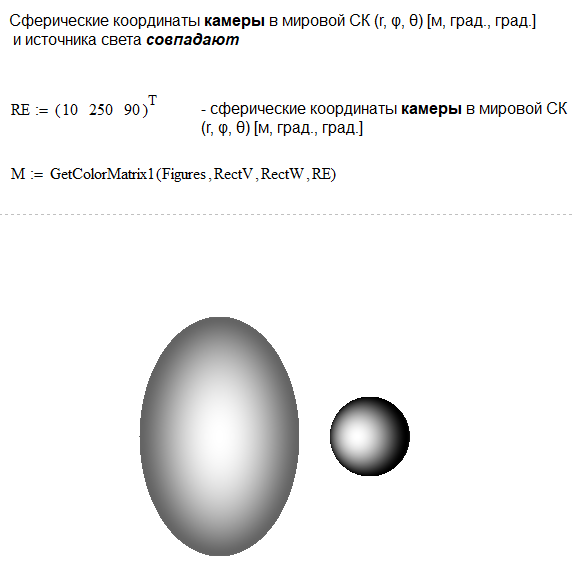 Сферические координаты камеры в мировой СК (r, φ, θ) [м, град., град.]
и источника света совпадают
RE := (10 250 90)^T - сферические координаты камеры в мировой СК
(r, φ, θ) [м, град., град.]
M := GetColorMatrix1(Figures,RectV,RectW,RE)